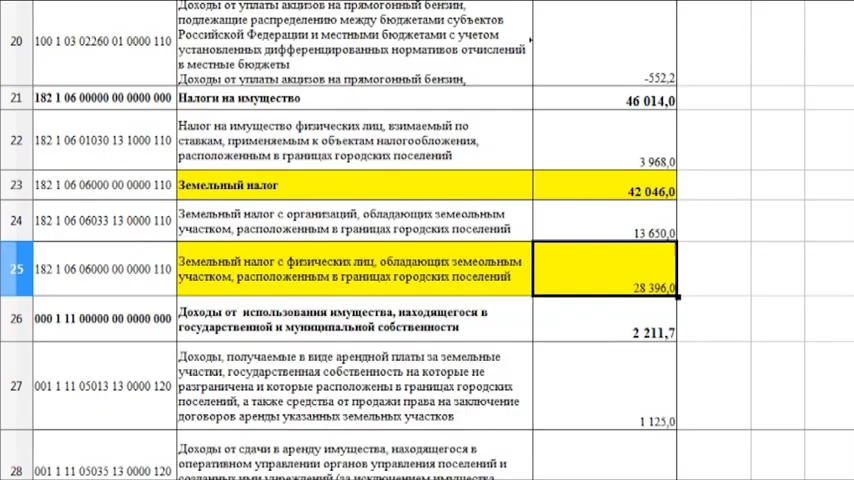 Доходы от уплаты акцизов на прямогонный бензин,
подлежащие распределению между бюджетами субъектов
20 100 1 03 02260 01 0000 110 Российской Федерации и местными бюджетами с учетом
установленных дифференцированных нормативов отчислений
в местные бюджеты
Доходы от уплаты акцизов на прямогонный бензин, -552,2
21 182 1 06 00000 00 0000 000 Налоги на имущество 46 014,0
Налог на имущество физических лиц, взимаемый по
22 182 1 06 01030 13 1000 110 ставкам, применяемым к объектам налогообложения,
расположенным в границах городских поселений 3 968,0
23 182 1 06 06000 00 0000 110 Земельный налог 42 046,0
Земельный налог с организаций, обладающих земеольным
24 182 1 06 06033 13 0000 110 участком, расположенным в границах городских поселений 13 650,0
Земельный налог с физических лиц, обладающих земеольным
25 182 1 06 06000 00 0000 110 участком, расположенным в границах городских поселений 28 396,0
Доходы от использования имущества, находящегося в
26 000 1 11 00000 00 0000 000 государственной и муниципальной собственности 2 211,7
Доходы, получаемые в виде арендной платы за земельные
участки, государственная собственность на которые не
27 001 1 11 05013 13 0000 120 разграничена и которые расположены в границах городских
поселений, а также средства от продажи права на заключение
договоров аренды указанных земельных участков 1 125,0
Доходы от сдачи в аренду имущества, находящегося в
28 001 1 11 05035 13 0000 120 оперативном управлении органов управления поселений и
созданных ими учреждений (за исключением имущества